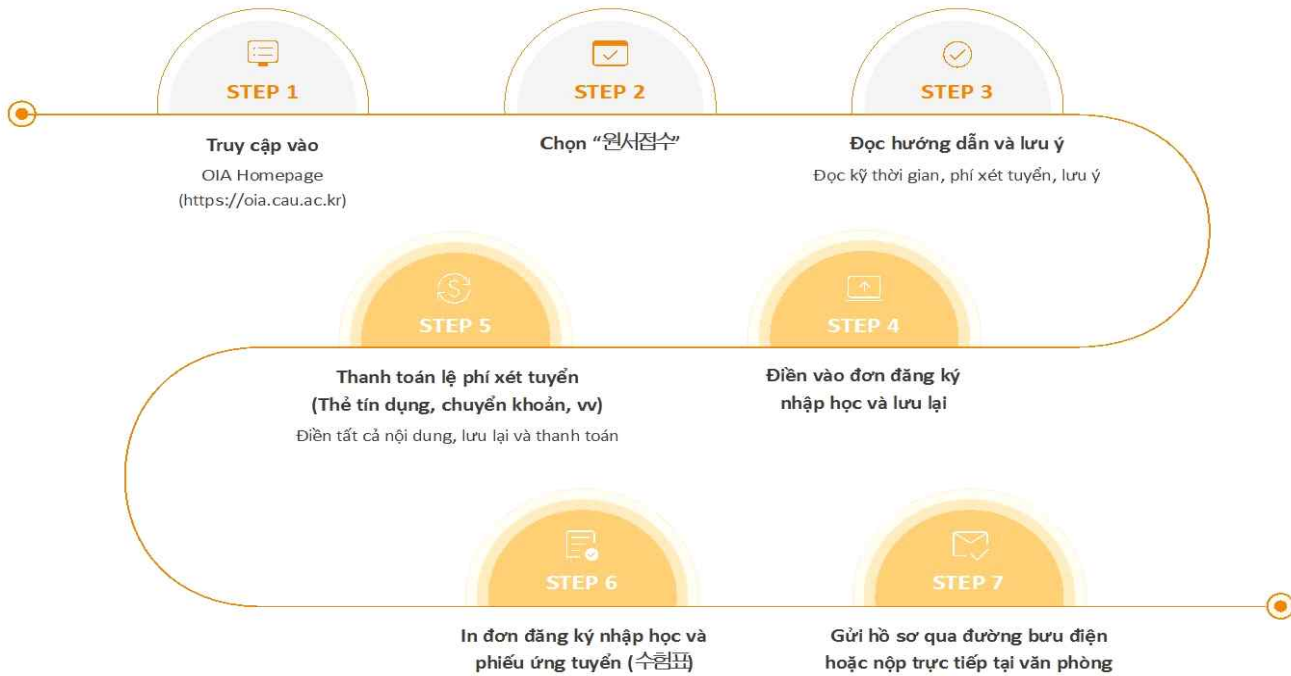 STEP 1
Truy cập vào
OIA Homepage
(https://oia.cau.ac.kr)
STEP 2
Chọn “원서접수”
STEP 3
Đọc hướng dẫn và lưu ý
Đọc kỹ thời gian, phí xét tuyển, lưu ý
STEP 4
Điền vào đơn đăng ký
nhập học và lưu lại
STEP 5
Thanh toán lệ phí xét tuyển
(Thẻ tín dụng, chuyển khoản, vv)
Điền tất cả nội dung, lưu lại và thanh toán
STEP 6
In đơn đăng ký nhập học và
phiếu ứng tuyển (수험표)
STEP 7
Gửi hồ sơ qua đường bưu điện
hoặc nộp trực tiếp tại văn phòng